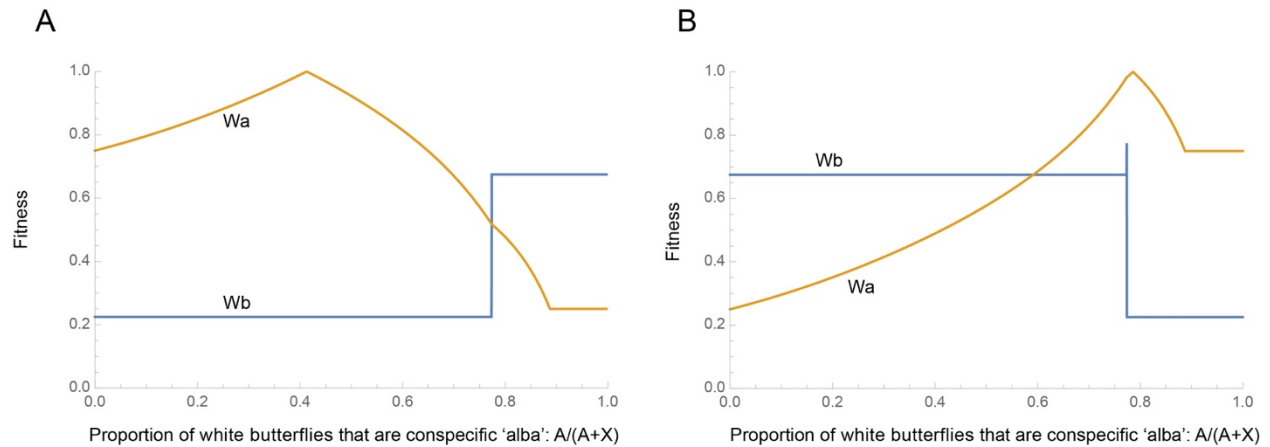 A
1.0
0.8
0.6
0.4
0.2
0.0
Fitness
Wa
Wb
0.0 0.2 0.4 0.6 0.8 1.0
Proportion of white butterflies that are conspecific 'alba': A/(A+X)
B
1.0
0.8
0.6
0.4
0.2
0.0
Fitness
Wb
Wa
0.0 0.2 0.4 0.6 0.8 1.0
Proportion of white butterflies that are conspecific 'alba': A/(A+X)